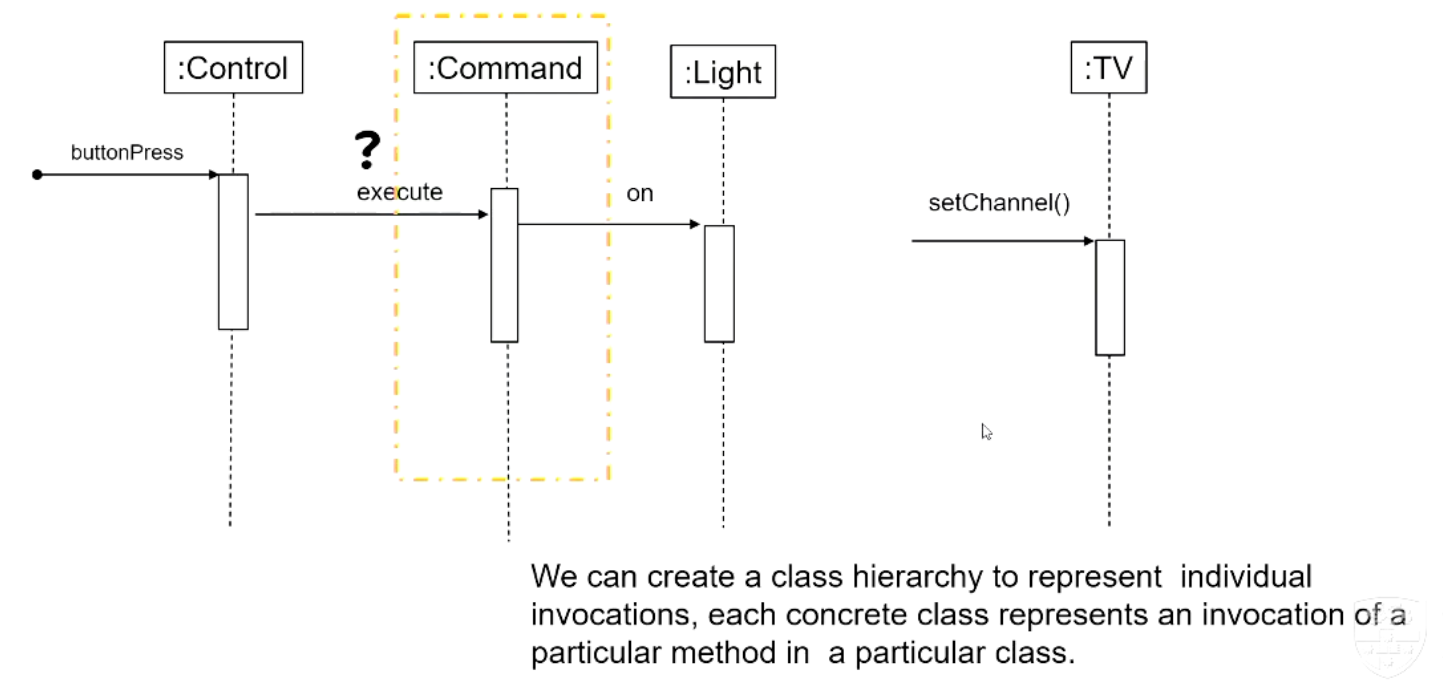 :Control
:Command
:Light
:TV
buttonPress
?
execute
on
setChannel()
We can create a class hierarchy to represent  individual
invocations, each concrete class represents an invocation of a
particular method in  a particular class.